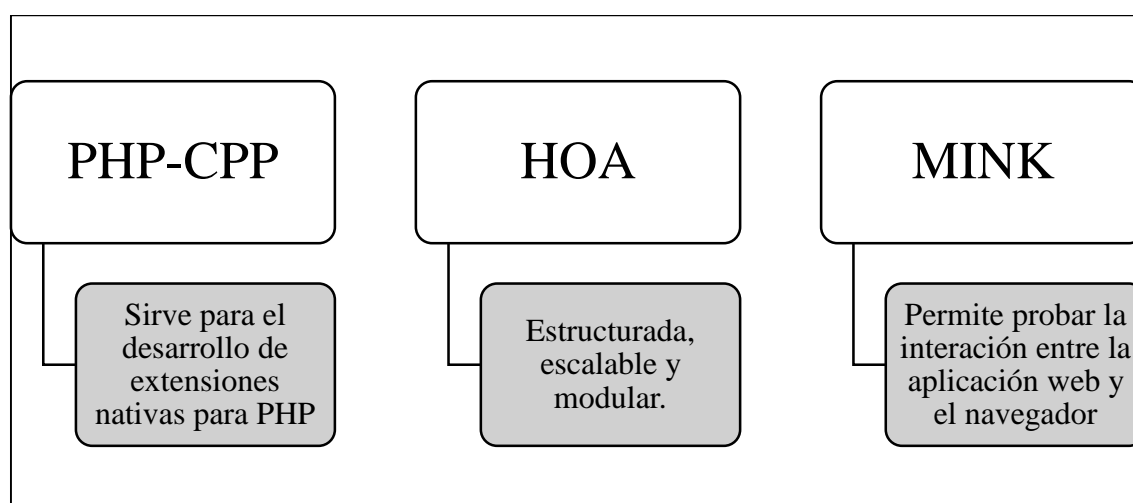 PHP-CPP
Sirve para el
desarrollo de
extensiones
nativas para PHP
HOA
Estructurada,
escalable y
modular.
MINK
Permite probar la
interación entre la
aplicación web y
el navegador